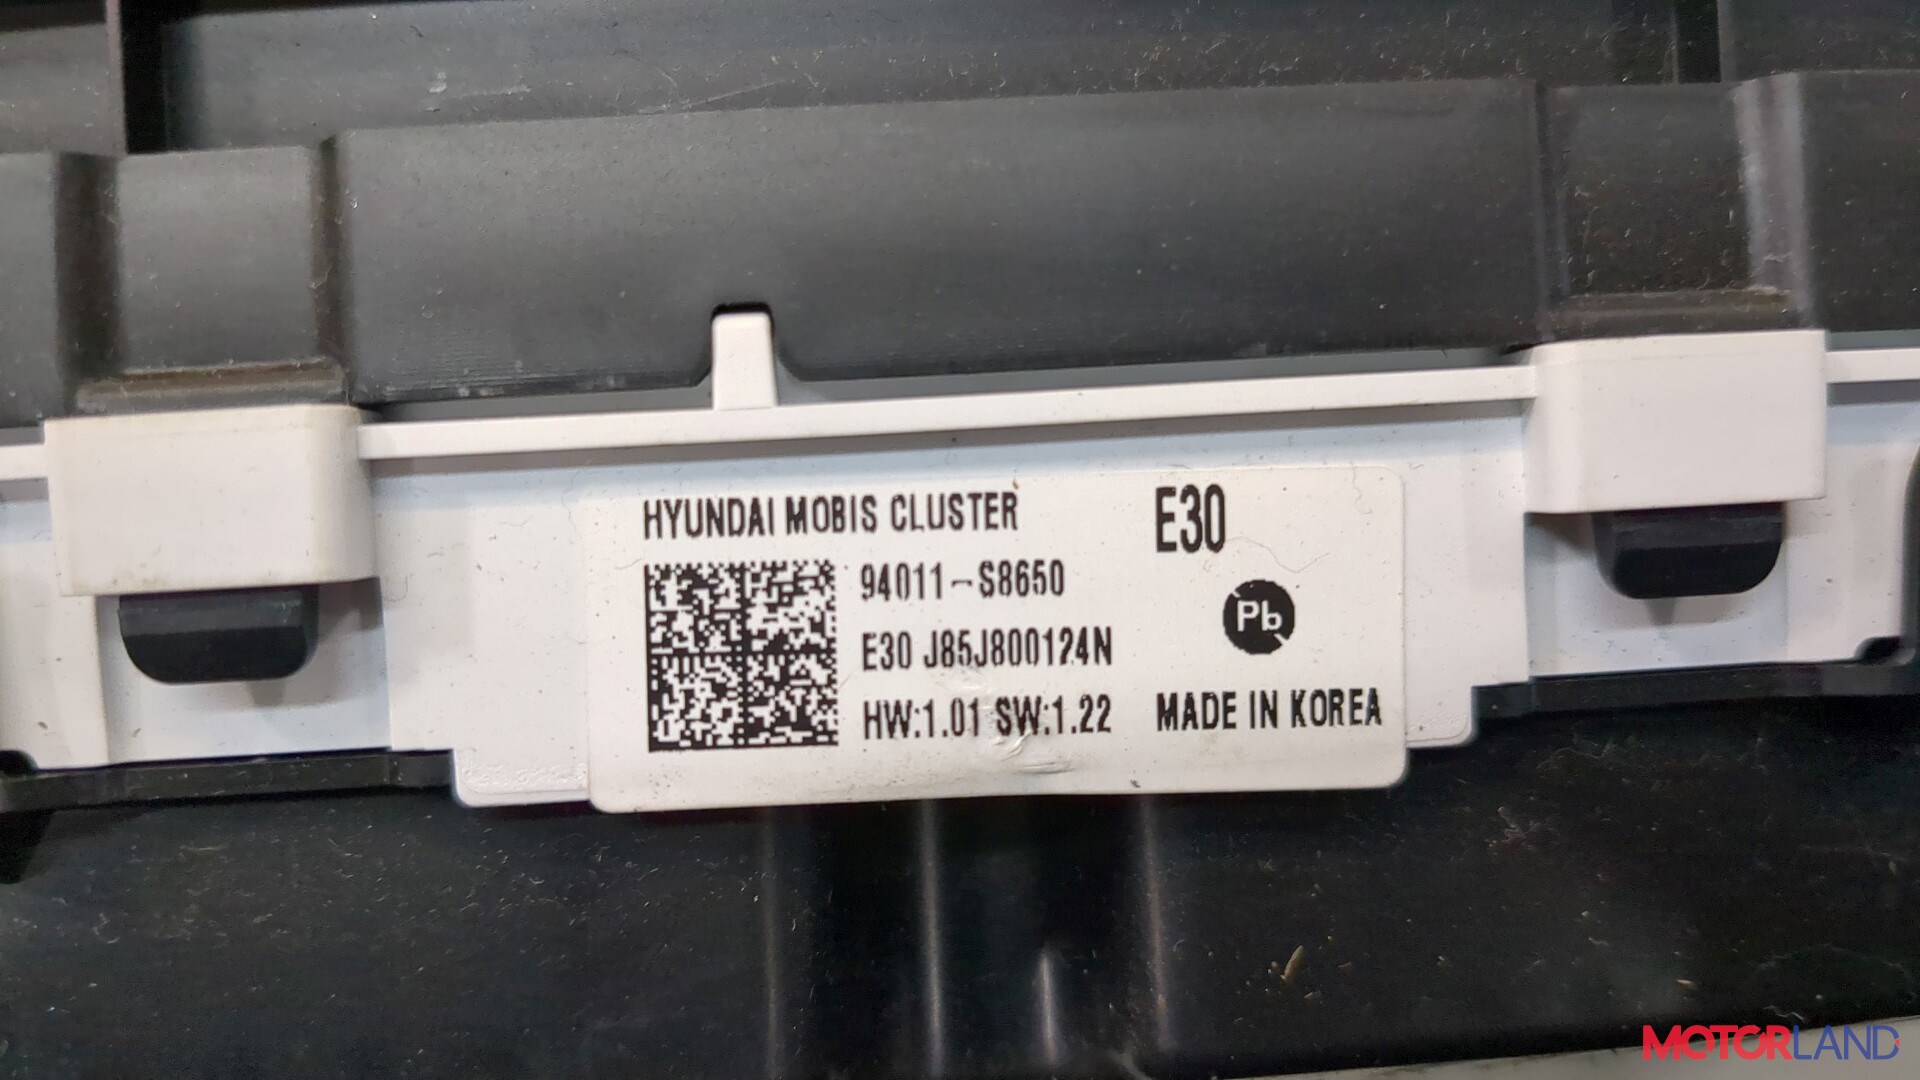 HYUNDAI MOBIS CLUSTER
E30
94011-S8650
Pb
E30 J85J800124N
HW:1.01 SW:1.22
MADE IN KOREA
MOTORLAND